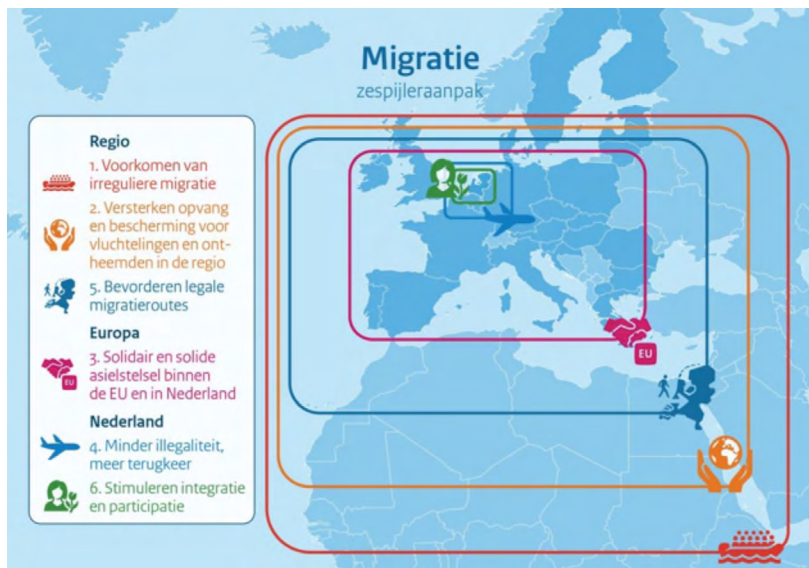 Migratie
zespijleraanpak
Regio
1. Voorkomen van
irreguliere migratie
2. Versterken opvang
en bescherming voor
vluchtelingen en ont-
heemden in de regio
5. Bevorderen legale
migratieroutes
Europa
3. Solidair en solide
asielstelsel binnen
de EU en in Nederland
Nederland
4. Minder illegaliteit,
meer terugkeer
6. Stimuleren integratie
en participatie
EU
EU